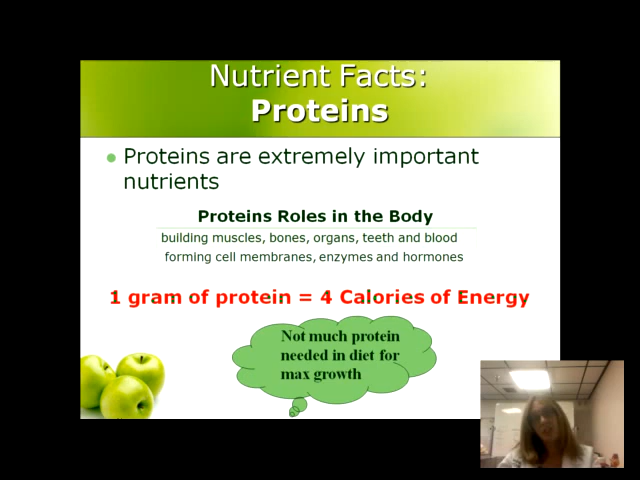 Nutrient Facts:
Proteins
Proteins are extremely important
nutrients
Proteins Roles in the Body
building muscles, bones, organs, teeth and blood
forming cell membranes, enzymes and hormones
1 gram of protein = 4 Calories of Energy
Not much protein
needed in diet for
max growth